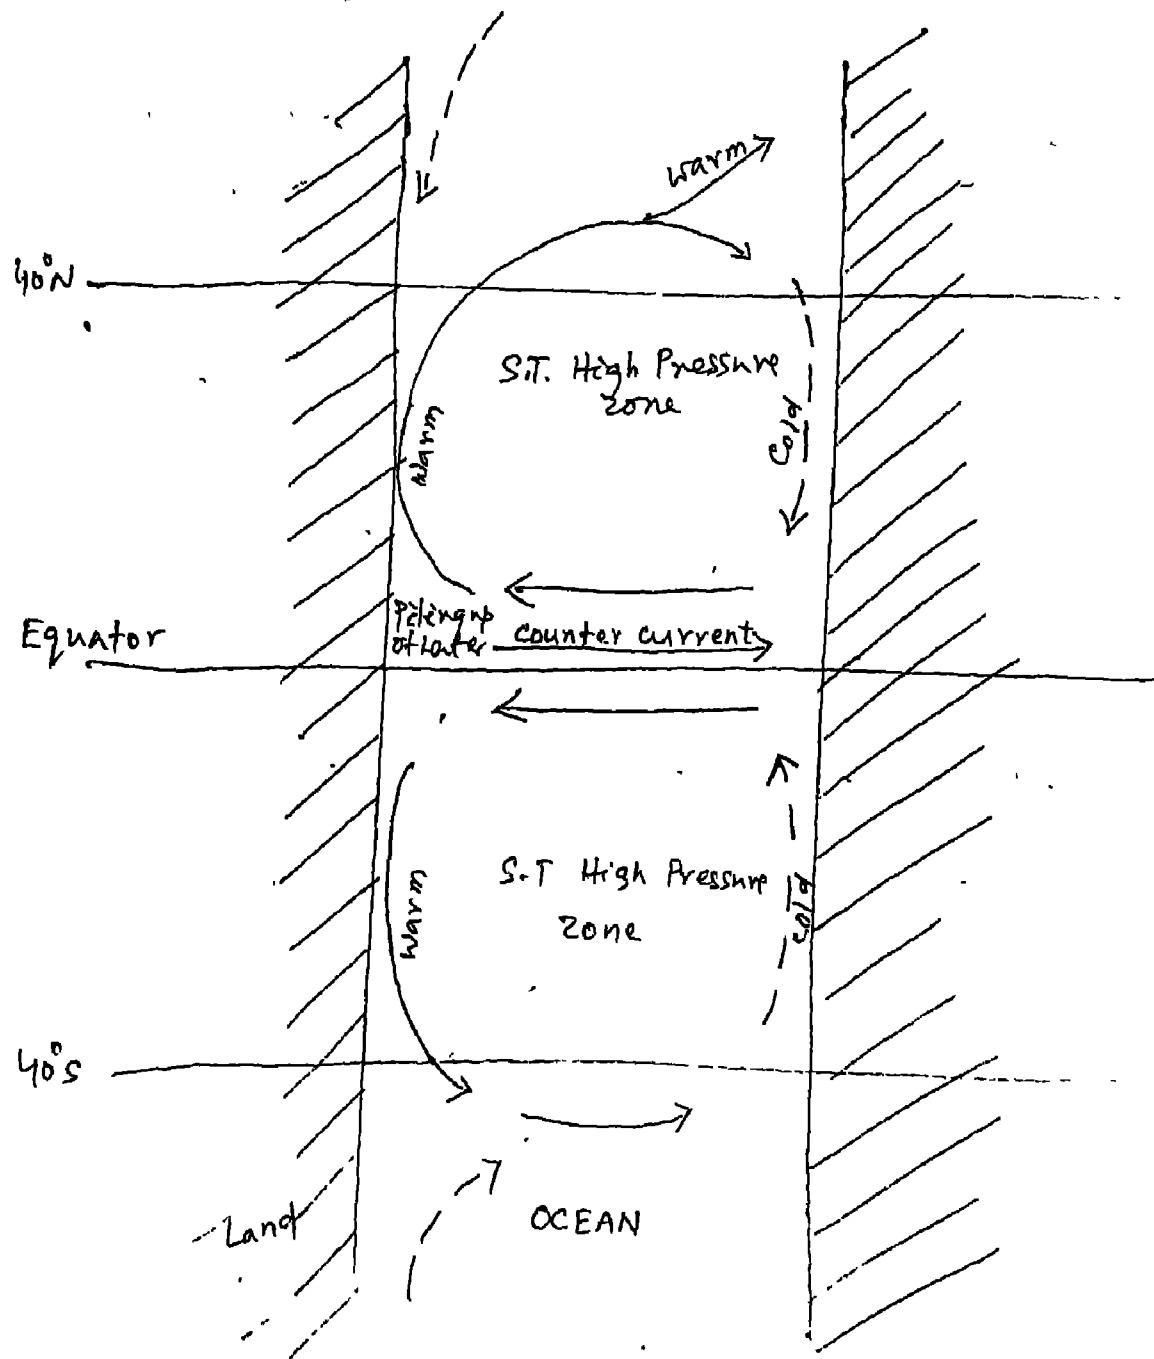 warm
40°N
S.T. High Pressure
zone
warm
Cold
Piling up
of water
counter current
Equator
S.T High Pressure
zone
warm
cold
40°S
Land
OCEAN